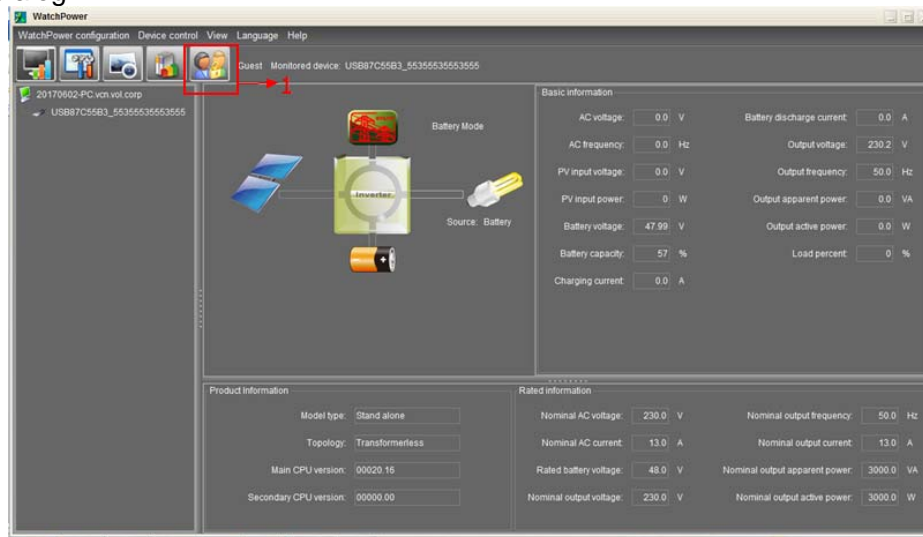 WatchPower
WatchPower configuration Device control View Language Help
Guest Monitored device: USB87C55B3_55355535553555
1
20170602-PC.vcn.vol.corp
USB87C55B3_55355535553555
Battery Mode
Inverter
Source: Battery
Basic information
AC voltage: 0.0 V Battery discharge current: 0.0 A
AC frequency: 0.0 Hz Output voltage: 230.2 V
PV input voltage: 0.0 V Output frequency: 50.0 Hz
PV input power: 0 W Output apparent power: 0.0 VA
Battery voltage: 47.99 V Output active power: 0.0 W
Battery capacity: 57 % Load percent: 0 %
Charging current: 0.0 A
Product Information
Model type: Stand alone
Topology: Transformerless
Main CPU version: 00020.16
Secondary CPU version: 00000.00
Rated information
Nominal AC voltage: 230.0 V Nominal output frequency: 50.0 Hz
Nominal AC current: 13.0 A Nominal output current: 13.0 A
Rated battery voltage: 48.0 V Nominal output apparent power: 3000.0 VA
Nominal output voltage: 230.0 V Nominal output active power: 3000.0 W